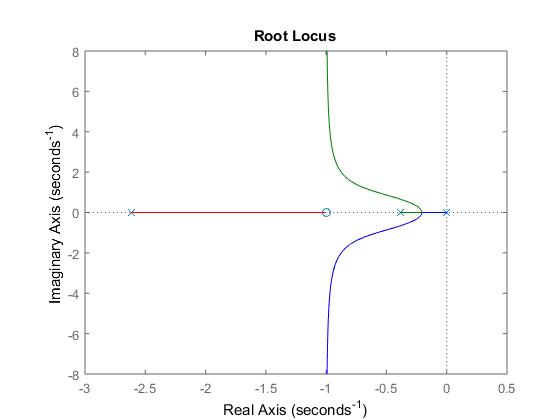 Root Locus
8
6
4
2
0
-2
-4
-6
-8
Imaginary Axis (seconds⁻¹)
-3 -2.5 -2 -1.5 -1 -0.5 0 0.5
Real Axis (seconds⁻¹)